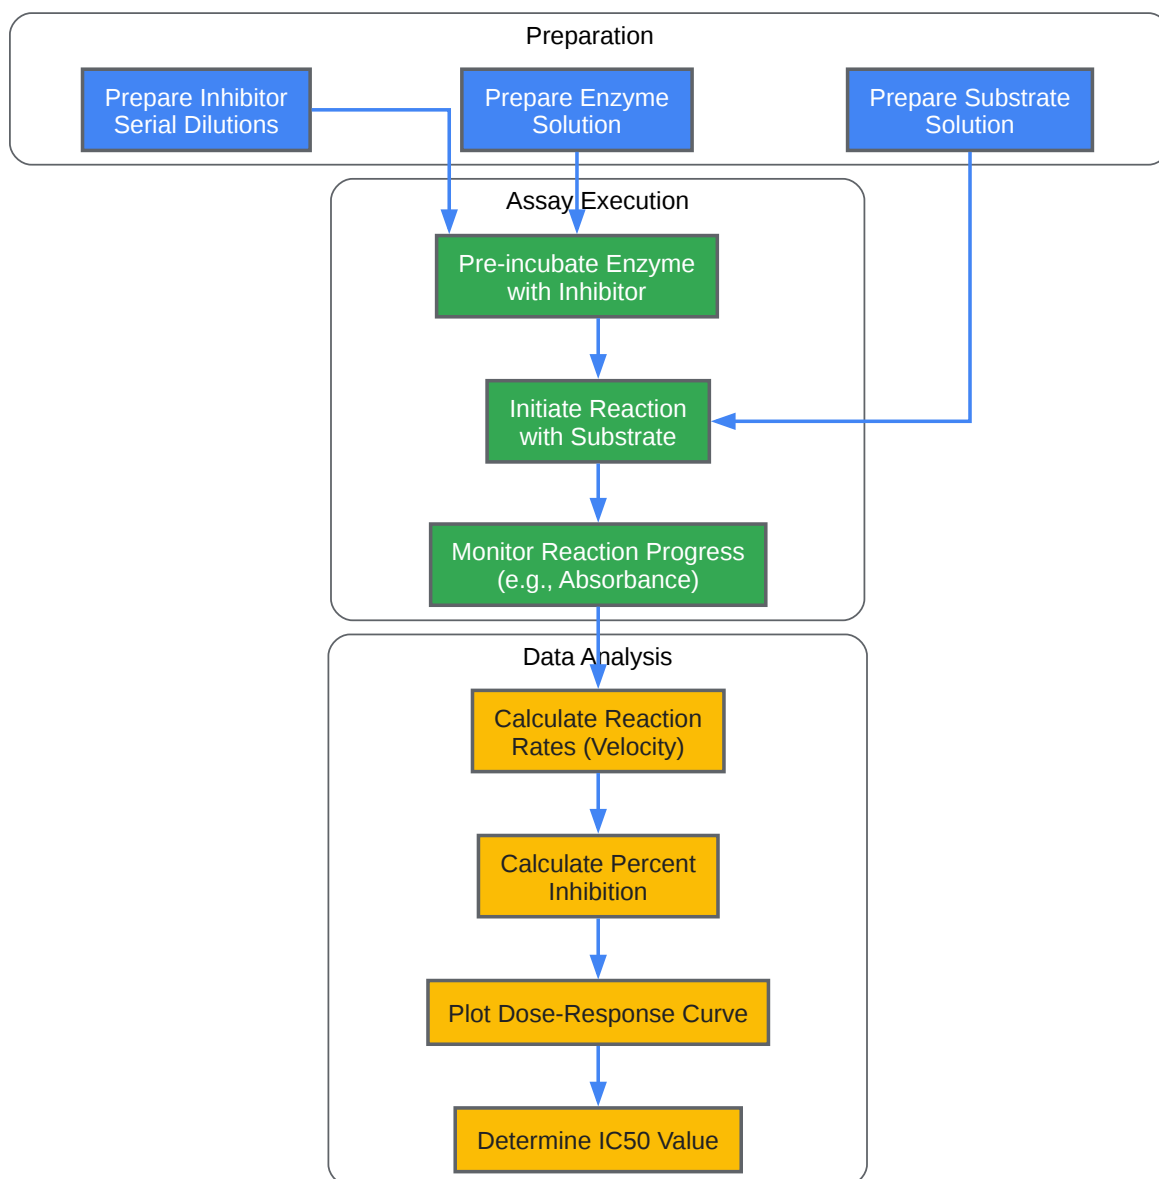 Preparation
Prepare Inhibitor
Serial Dilutions
Prepare Enzyme
Solution
Prepare Substrate
Solution
Assay Execution
Pre-incubate Enzyme
with Inhibitor
Initiate Reaction
with Substrate
Monitor Reaction Progress
(e.g., Absorbance)
Data Analysis
Calculate Reaction
Rates (Velocity)
Calculate Percent
Inhibition
Plot Dose-Response Curve
Determine IC50 Value